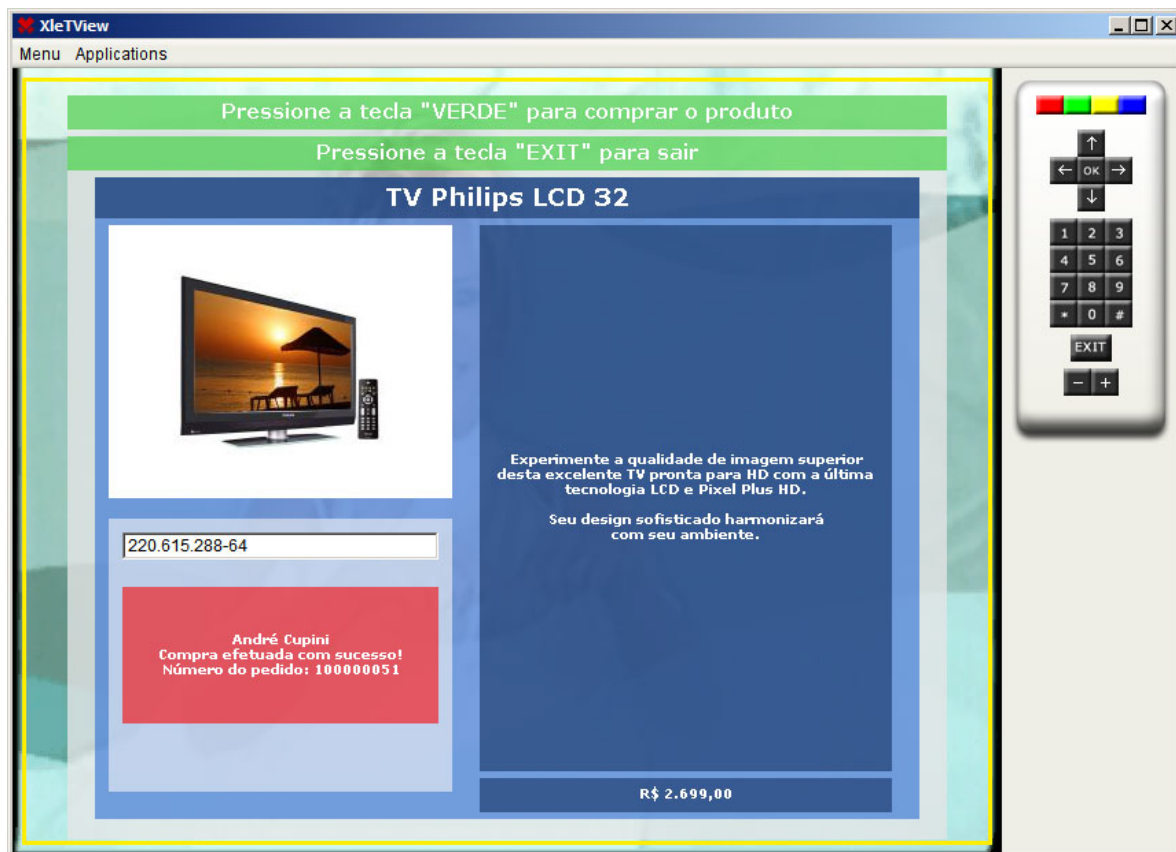 XleTView
Menu Applications
Pressione a tecla "VERDE" para comprar o produto
Pressione a tecla "EXIT" para sair
TV Philips LCD 32
Experimente a qualidade de imagem superior
desta excelente TV pronta para HD com a última
tecnologia LCD e Pixel Plus HD.
Seu design sofisticado harmonizará
com seu ambiente.
220.615.288-64
André Cupini
Compra efetuada com sucesso!
Número do pedido: 100000051
R$ 2.699,00
↑
← OK →
↓
1 2 3
4 5 6
7 8 9
* 0 #
EXIT
− +